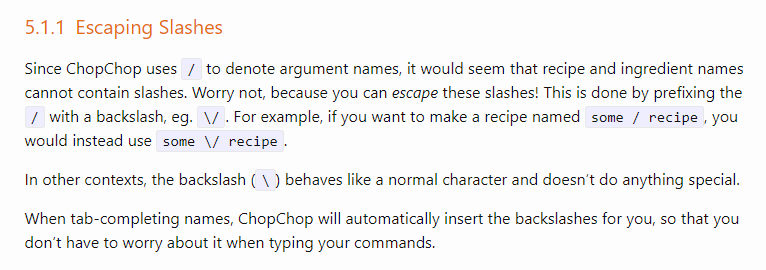 5.1.1 Escaping Slashes
Since ChopChop uses / to denote argument names, it would seem that recipe and ingredient names
cannot contain slashes. Worry not, because you can escape these slashes! This is done by prefixing the
/ with a backslash, eg. \/ . For example, if you want to make a recipe named some / recipe , you
would instead use some \/ recipe .
In other contexts, the backslash ( \ ) behaves like a normal character and doesn’t do anything special.
When tab-completing names, ChopChop will automatically insert the backslashes for you, so that you
don’t have to worry about it when typing your commands.